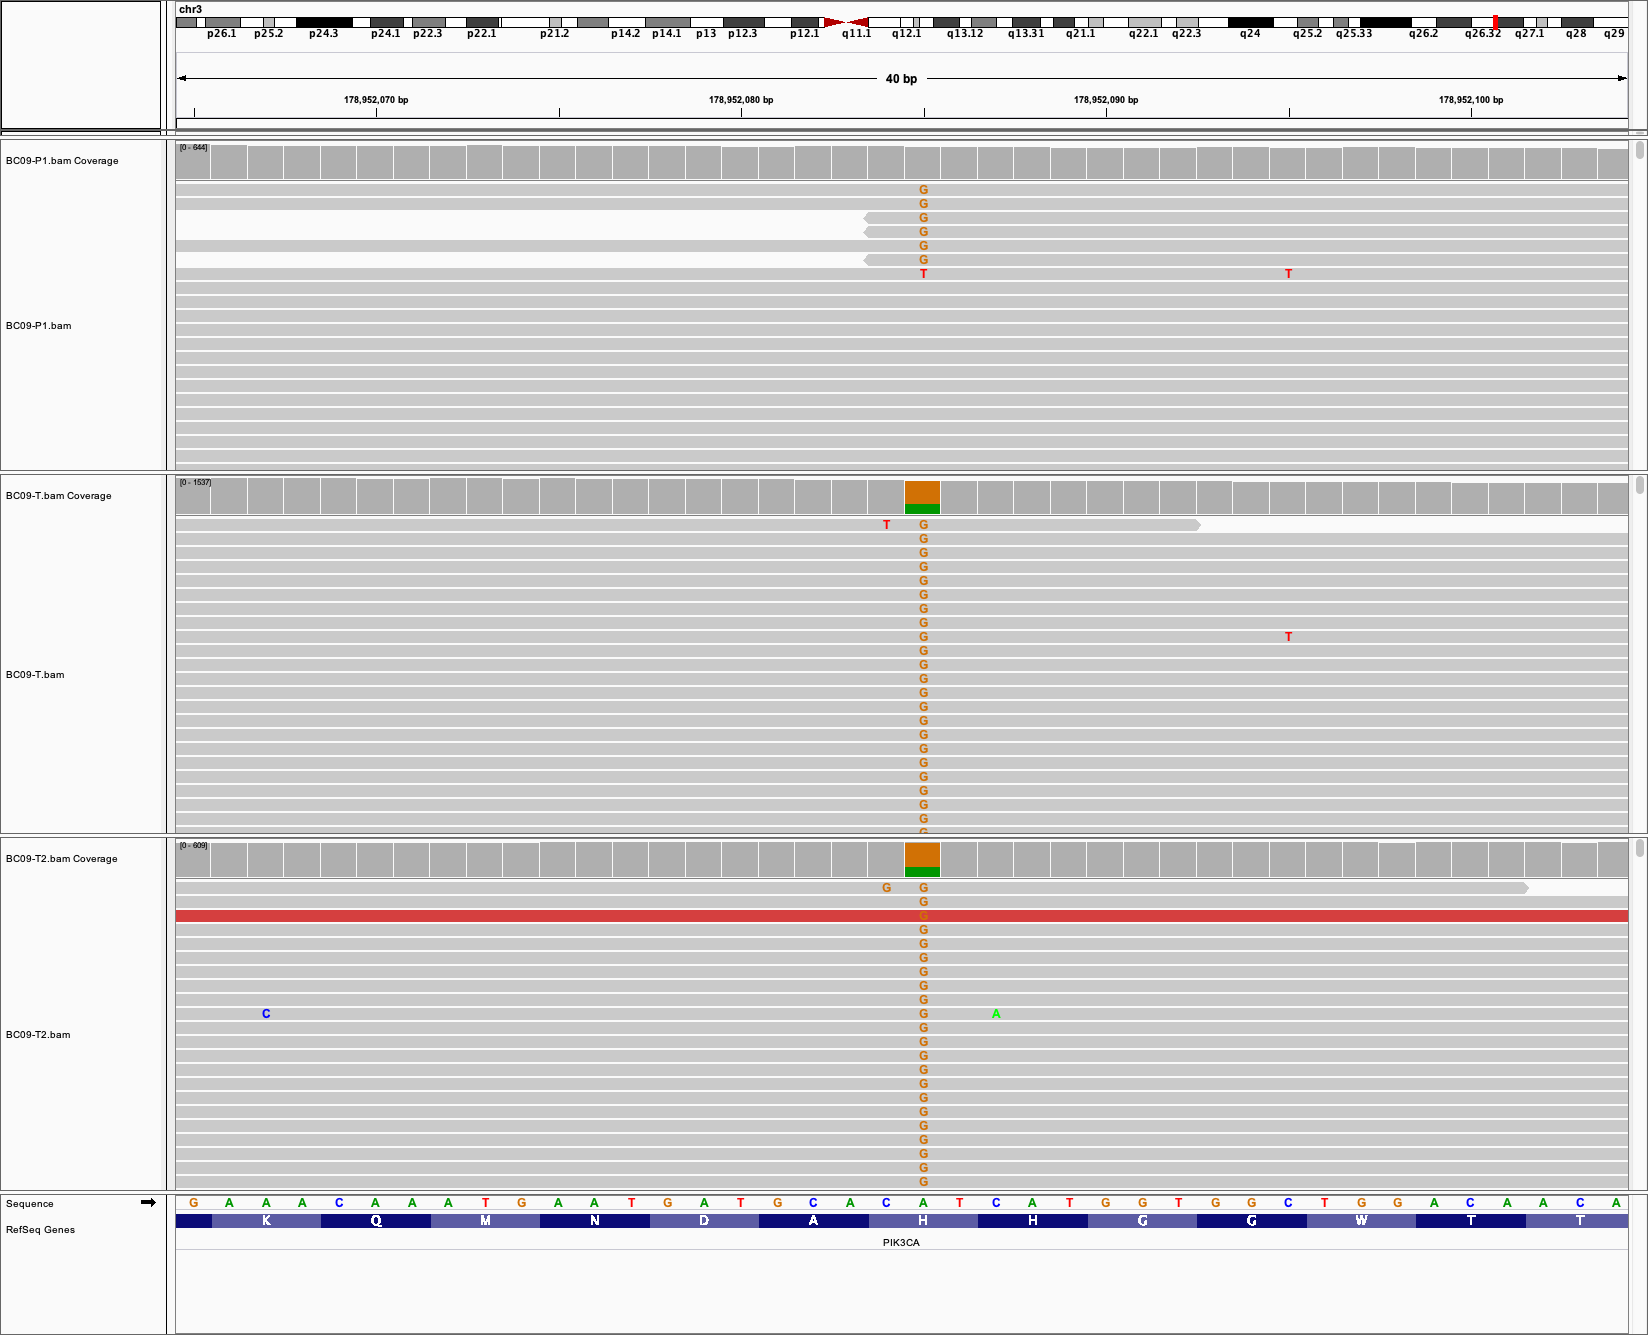 chr3
p26.1 p25.2 p24.3 p24.1 p22.3 p22.1 p21.2 p14.2 p14.1 p13 p12.3 p12.1 q11.1 q12.1 q13.12 q13.31 q21.1 q22.1 q22.3 q24 q25.2 q25.33 q26.2 q26.32 q27.1 q28 q29
40 bp
178,952,070 bp 178,952,080 bp 178,952,090 bp 178,952,100 bp
BC09-P1.bam Coverage
[0 - 644]
G
G
G
G
G
G
T T
BC09-P1.bam
BC09-T.bam Coverage
[0 - 1537]
T G
G
G
G
G
G
G
G
G T
G
G
BC09-T.bam
G
G
G
G
G
G
G
G
G
G
G
G
BC09-T2.bam Coverage
[0 - 609]
G G
G
G
G
G
G
G
G
G
C G A
G
BC09-T2.bam
G
G
G
G
G
G
G
G
G
G
G
Sequence G A A A C A A A T G A A T G A T G C A C A T C A T G G T G G C T G G A C A A C A
RefSeq Genes K Q M N D A H H G G W T T
PIK3CA